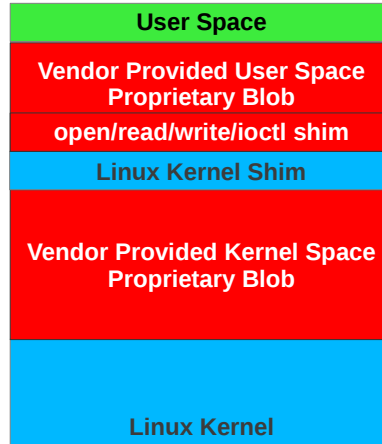 User Space
Vendor Provided User Space
Proprietary Blob
open/read/write/ioctl shim
Linux Kernel Shim
Vendor Provided Kernel Space
Proprietary Blob
Linux Kernel